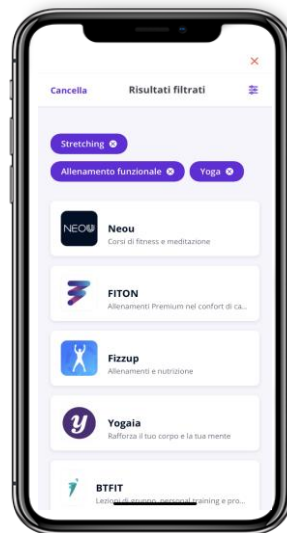 ×
Cancella Risultati filtrati
Stretching
Allenamento funzionale Yoga
NEOU Neou
Corsi di fitness e meditazione
FITON
Allenamenti Premium nel confort di ca...
Fizzup
Allenamenti e nutrizione
y Yogaia
Rafforza il tuo corpo e la tua mente
BTFIT
Lezioni di gruppo, personal training e pro...